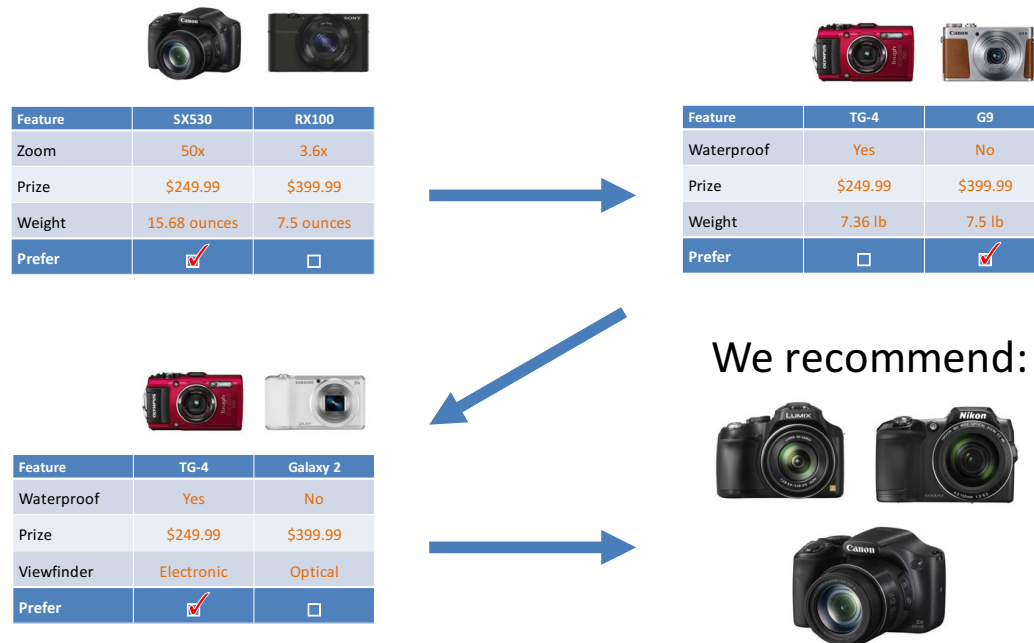 Canon
SONY
Feature SX530 RX100
Zoom 50x 3.6x
Prize $249.99 $399.99
Weight 15.68 ounces 7.5 ounces
Prefer
OLYMPUS
Tough
Canon
Feature TG-4 G9
Waterproof Yes No
Prize $249.99 $399.99
Weight 7.36 lb 7.5 lb
Prefer
OLYMPUS
Tough
SAMSUNG
Feature TG-4 Galaxy 2
Waterproof Yes No
Prize $249.99 $399.99
Viewfinder Electronic Optical
Prefer
We recommend:
LUMIX
Nikon
Canon